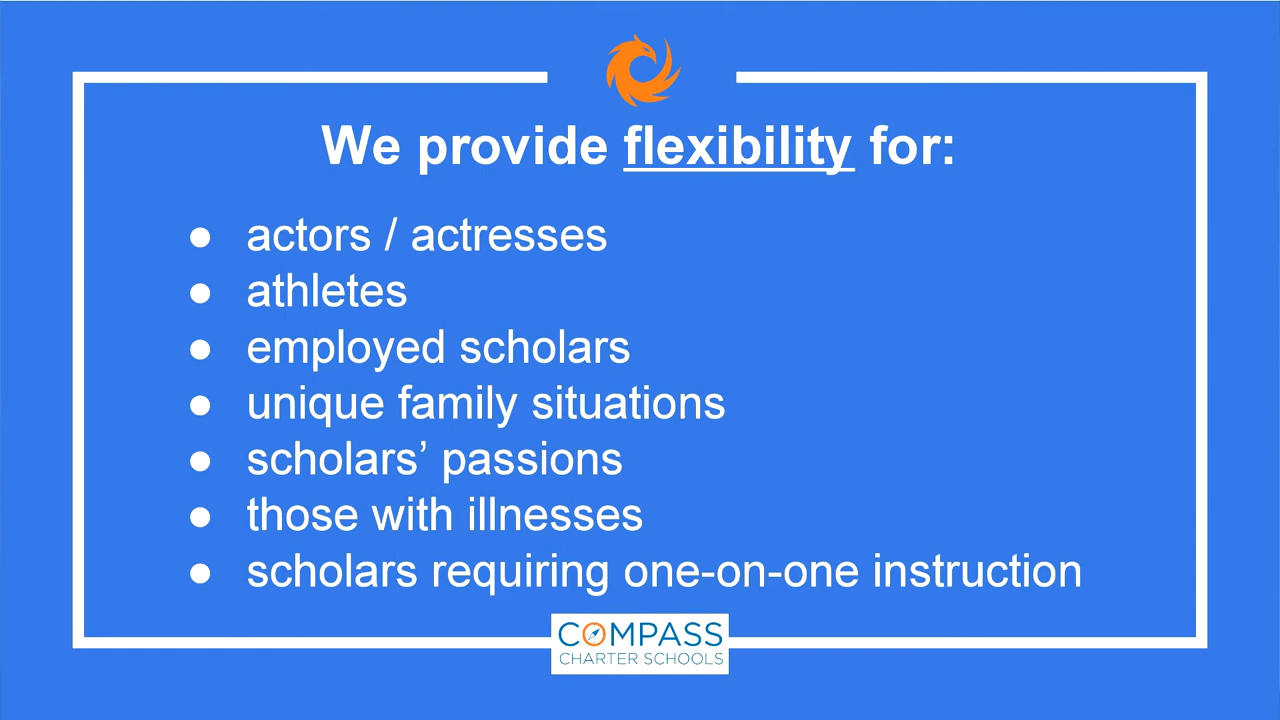 We provide flexibility for:
● actors / actresses
● athletes
● employed scholars
● unique family situations
● scholars’ passions
● those with illnesses
● scholars requiring one-on-one instruction
COMPASS
CHARTER SCHOOLS